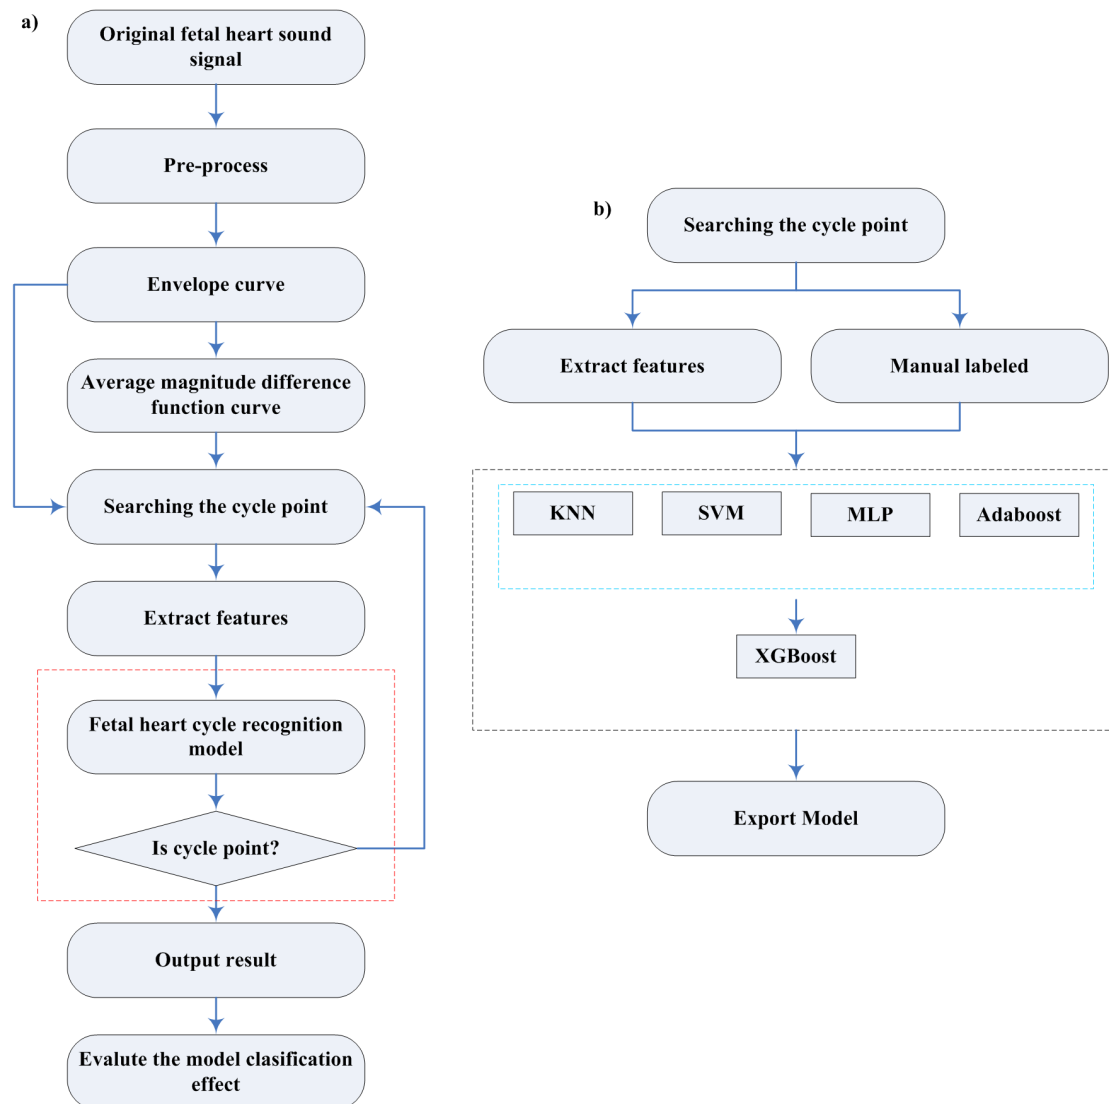 a)
Original fetal heart sound
signal
Pre-process
Envelope curve
Average magnitude difference
function curve
Searching the cycle point
Extract features
Fetal heart cycle recognition
model
Is cycle point?
Output result
Evalute the model clasification
effect
b)
Searching the cycle point
Extract features
Manual labeled
KNN
SVM
MLP
Adaboost
XGBoost
Export Model